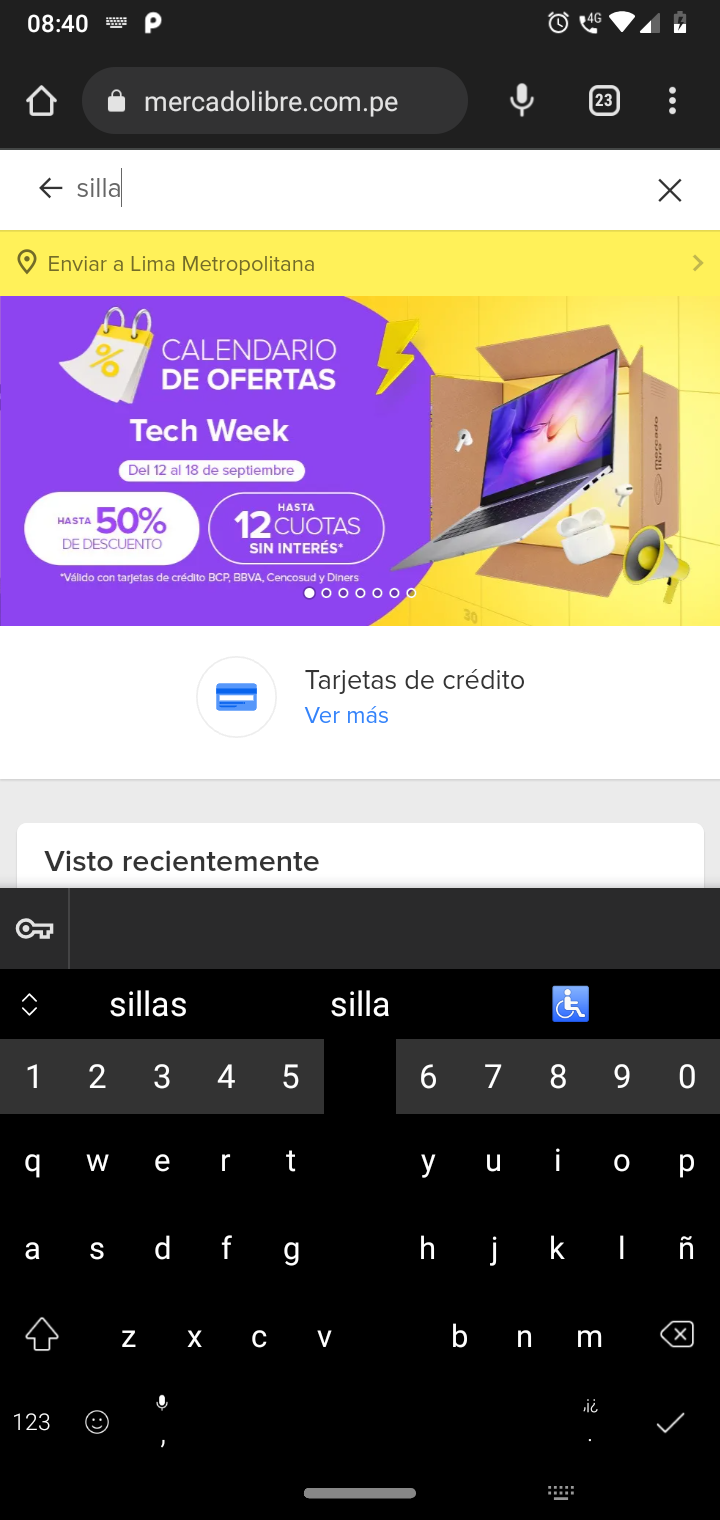 08:40
4G
mercadolibre.com.pe
23
silla
Enviar a Lima Metropolitana
CALENDARIO
DE OFERTAS
Tech Week
Del 12 al 18 de septiembre
HASTA 50%
DE DESCUENTO
HASTA
12 CUOTAS
SIN INTERÉS*
*Válido con tarjetas de crédito BCP, BBVA, Cencosud y Diners
mercado
libre
30
Tarjetas de crédito
Ver más
Visto recientemente
sillas silla
1 2 3 4 5 6 7 8 9 0
q w e r t y u i o p
a s d f g h j k l ñ
z x c v b n m
123 , .